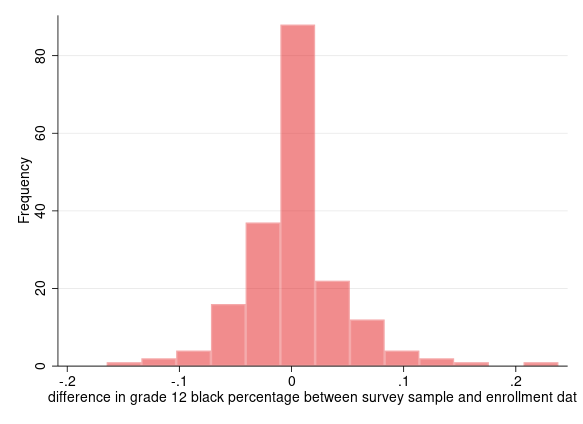 80
60
40
20
0
Frequency
-.2 -.1 0 .1 .2
difference in grade 12 black percentage between survey sample and enrollment dat